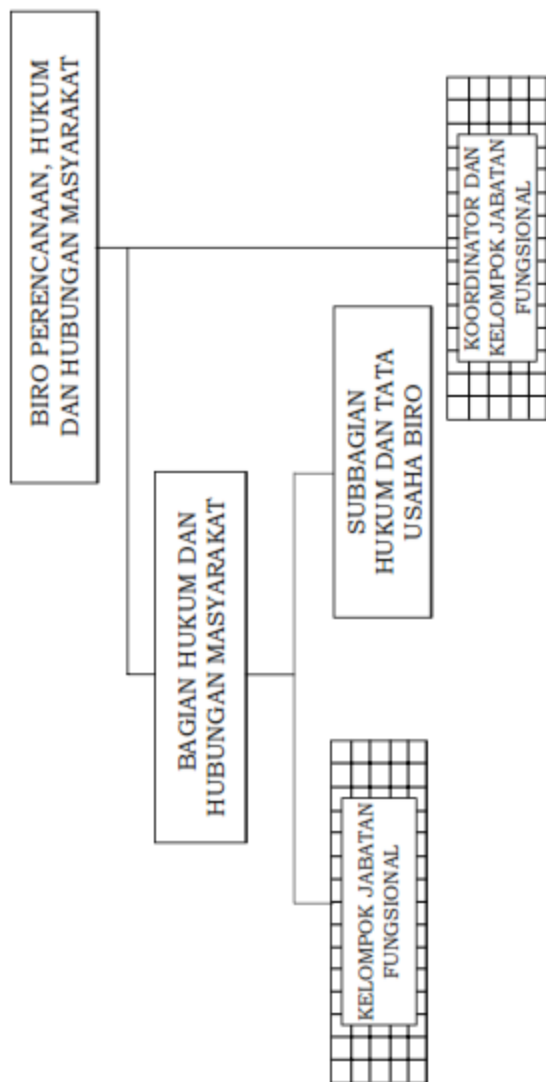 BIRO PERENCANAAN, HUKUM
DAN HUBUNGAN MASYARAKAT
BAGIAN HUKUM DAN
HUBUNGAN MASYARAKAT
KELOMPOK JABATAN
FUNGSIONAL
SUBBAGIAN
HUKUM DAN TATA
USAHA BIRO
KOORDINATOR DAN
KELOMPOK JABATAN
FUNGSIONAL